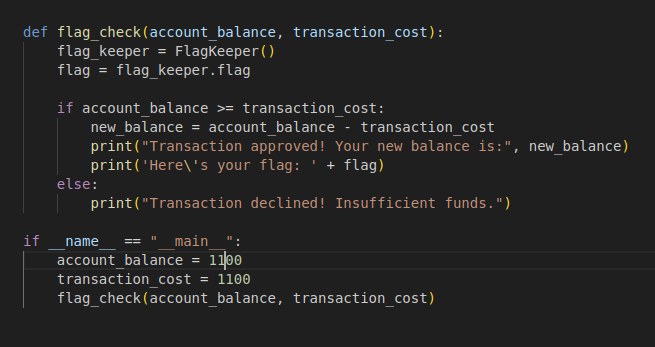 def flag_check(account_balance, transaction_cost):
    flag_keeper = FlagKeeper()
    flag = flag_keeper.flag

    if account_balance >= transaction_cost:
        new_balance = account_balance - transaction_cost
        print("Transaction approved! Your new balance is:", new_balance)
        print('Here\'s your flag: ' + flag)
    else:
        print("Transaction declined! Insufficient funds.")

if __name__ == "__main__":
    account_balance = 1100
    transaction_cost = 1100
    flag_check(account_balance, transaction_cost)